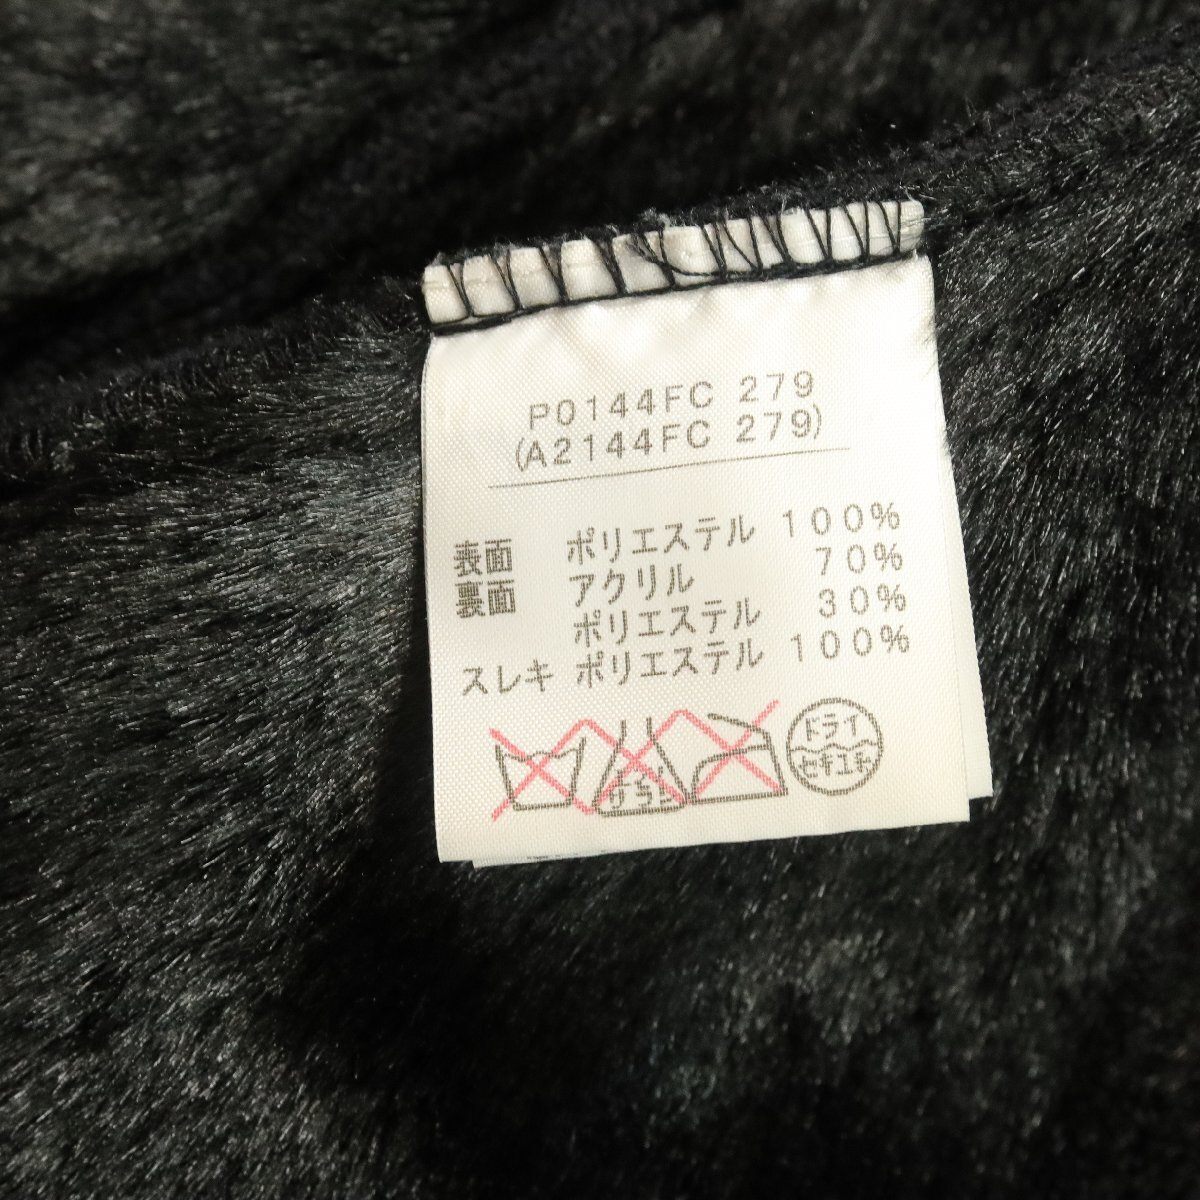 P0144FC 279
(A2144FC 279)
表面 ポリエステル 100%
裏面 アクリル 70%
ポリエステル 30%
スレキ ポリエステル 100%
ドライ
セキユ系